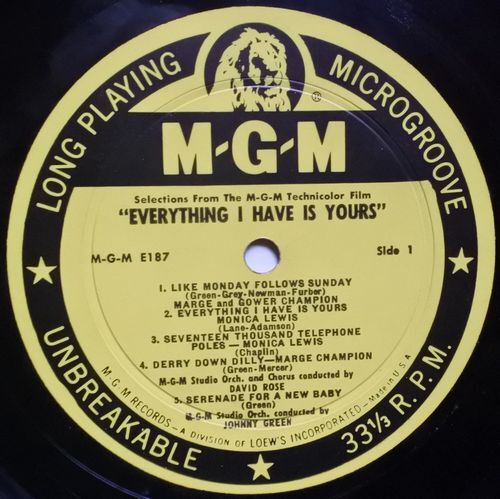 LONG PLAYING
MICROGROOVE
®
M-G-M
Selections From The M-G-M Technicolor Film
"EVERYTHING I HAVE IS YOURS"
M-G-M E187
Side 1
1. LIKE MONDAY FOLLOWS SUNDAY
(Green-Grey-Newman-Furber)
MARGE and GOWER CHAMPION
2. EVERYTHING I HAVE IS YOURS
MONICA LEWIS
(Lane-Adamson)
3. SEVENTEEN THOUSAND TELEPHONE
POLES — MONICA LEWIS
(Chaplin)
4. DERRY DOWN DILLY—MARGE CHAMPION
(Green-Mercer)
M-G-M Studio Orch. and Chorus conducted by
DAVID ROSE
5. SERENADE FOR A NEW BABY
(Green)
M-G-M Studio Orch. conducted by
JOHNNY GREEN
M-G-M RECORDS—A DIVISION OF LOEW'S INCORPORATED—Made in U.S.A.
UNBREAKABLE
33⅓ R.P.M.